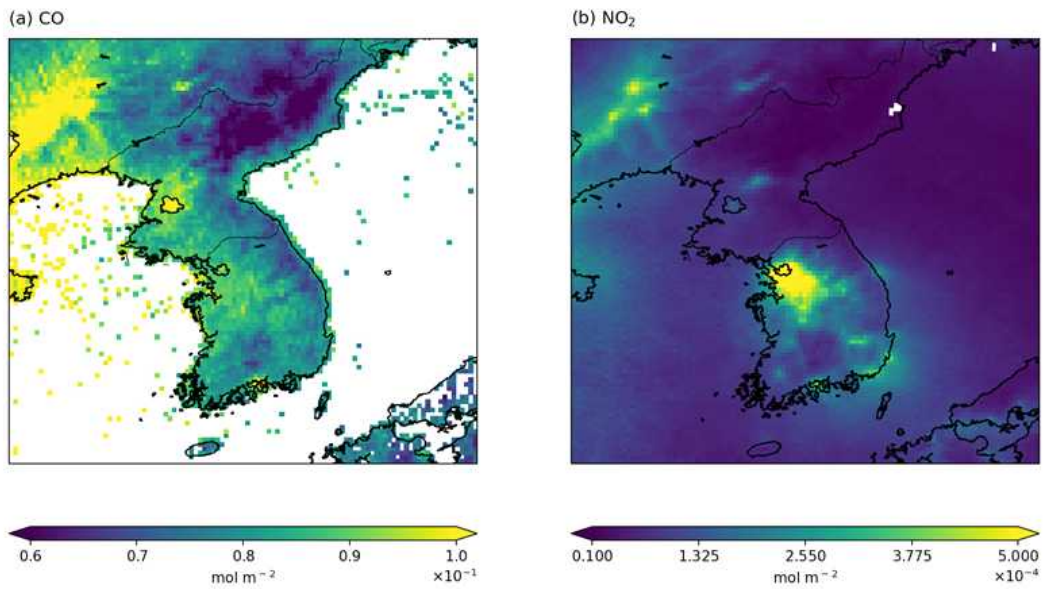 (a) CO
(b) NO₂
0.6 0.7 0.8 0.9 1.0
mol m⁻²
×10⁻¹
0.100 1.325 2.550 3.775 5.000
mol m⁻²
×10⁻⁴